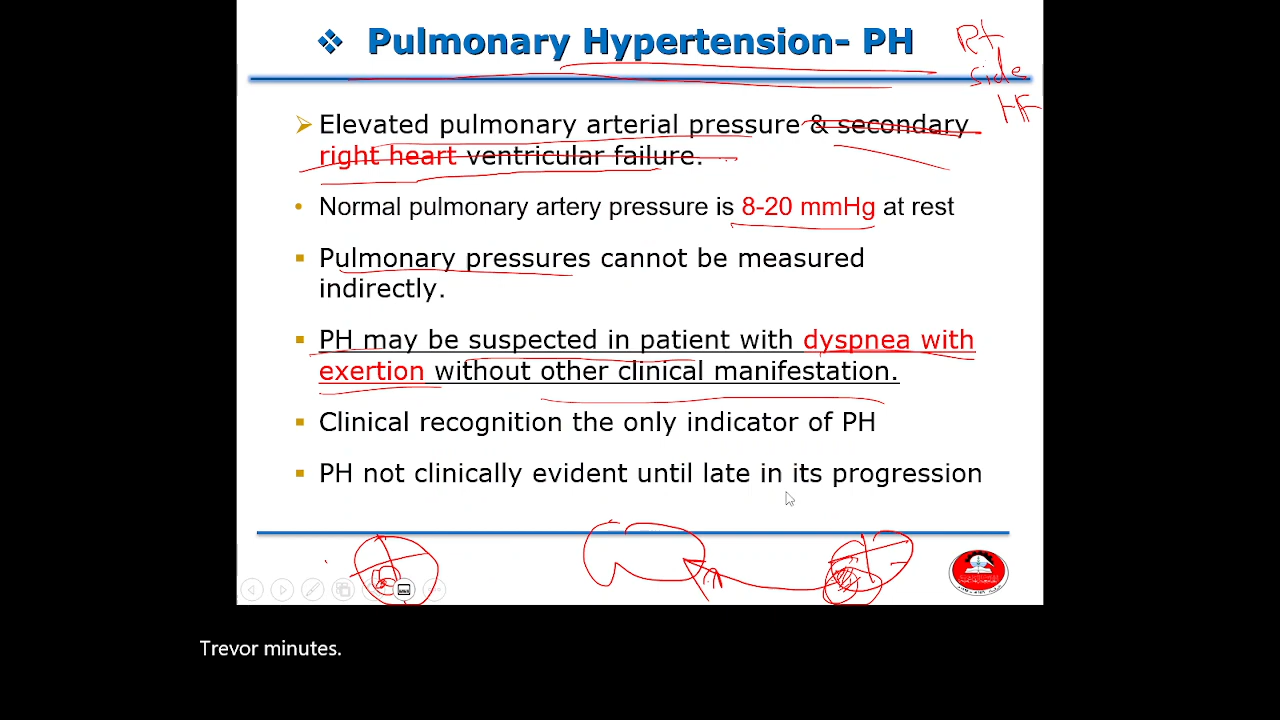 ❖ Pulmonary Hypertension- PH
Rt
side
HF
Elevated pulmonary arterial pressure & secondary
right heart ventricular failure.
• Normal pulmonary artery pressure is 8-20 mmHg at rest
▪ Pulmonary pressures cannot be measured
indirectly.
▪ PH may be suspected in patient with dyspnea with
exertion without other clinical manifestation.
▪ Clinical recognition the only indicator of PH
▪ PH not clinically evident until late in its progression
Trevor minutes.